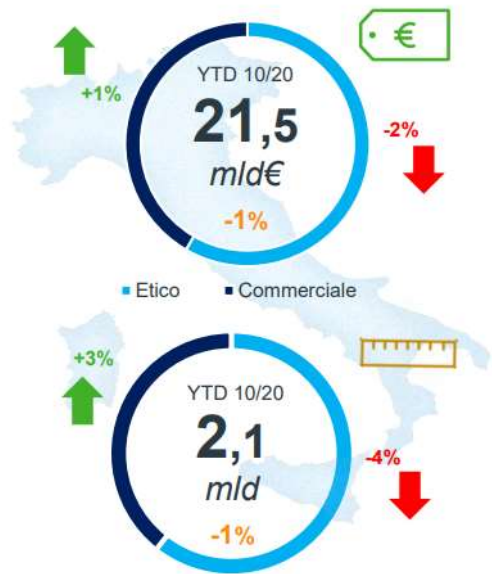 €
YTD 10/20
+1%
21,5
-2%
mld€
-1%
Etico
Commerciale
+3%
YTD 10/20
2,1
-4%
mld
-1%